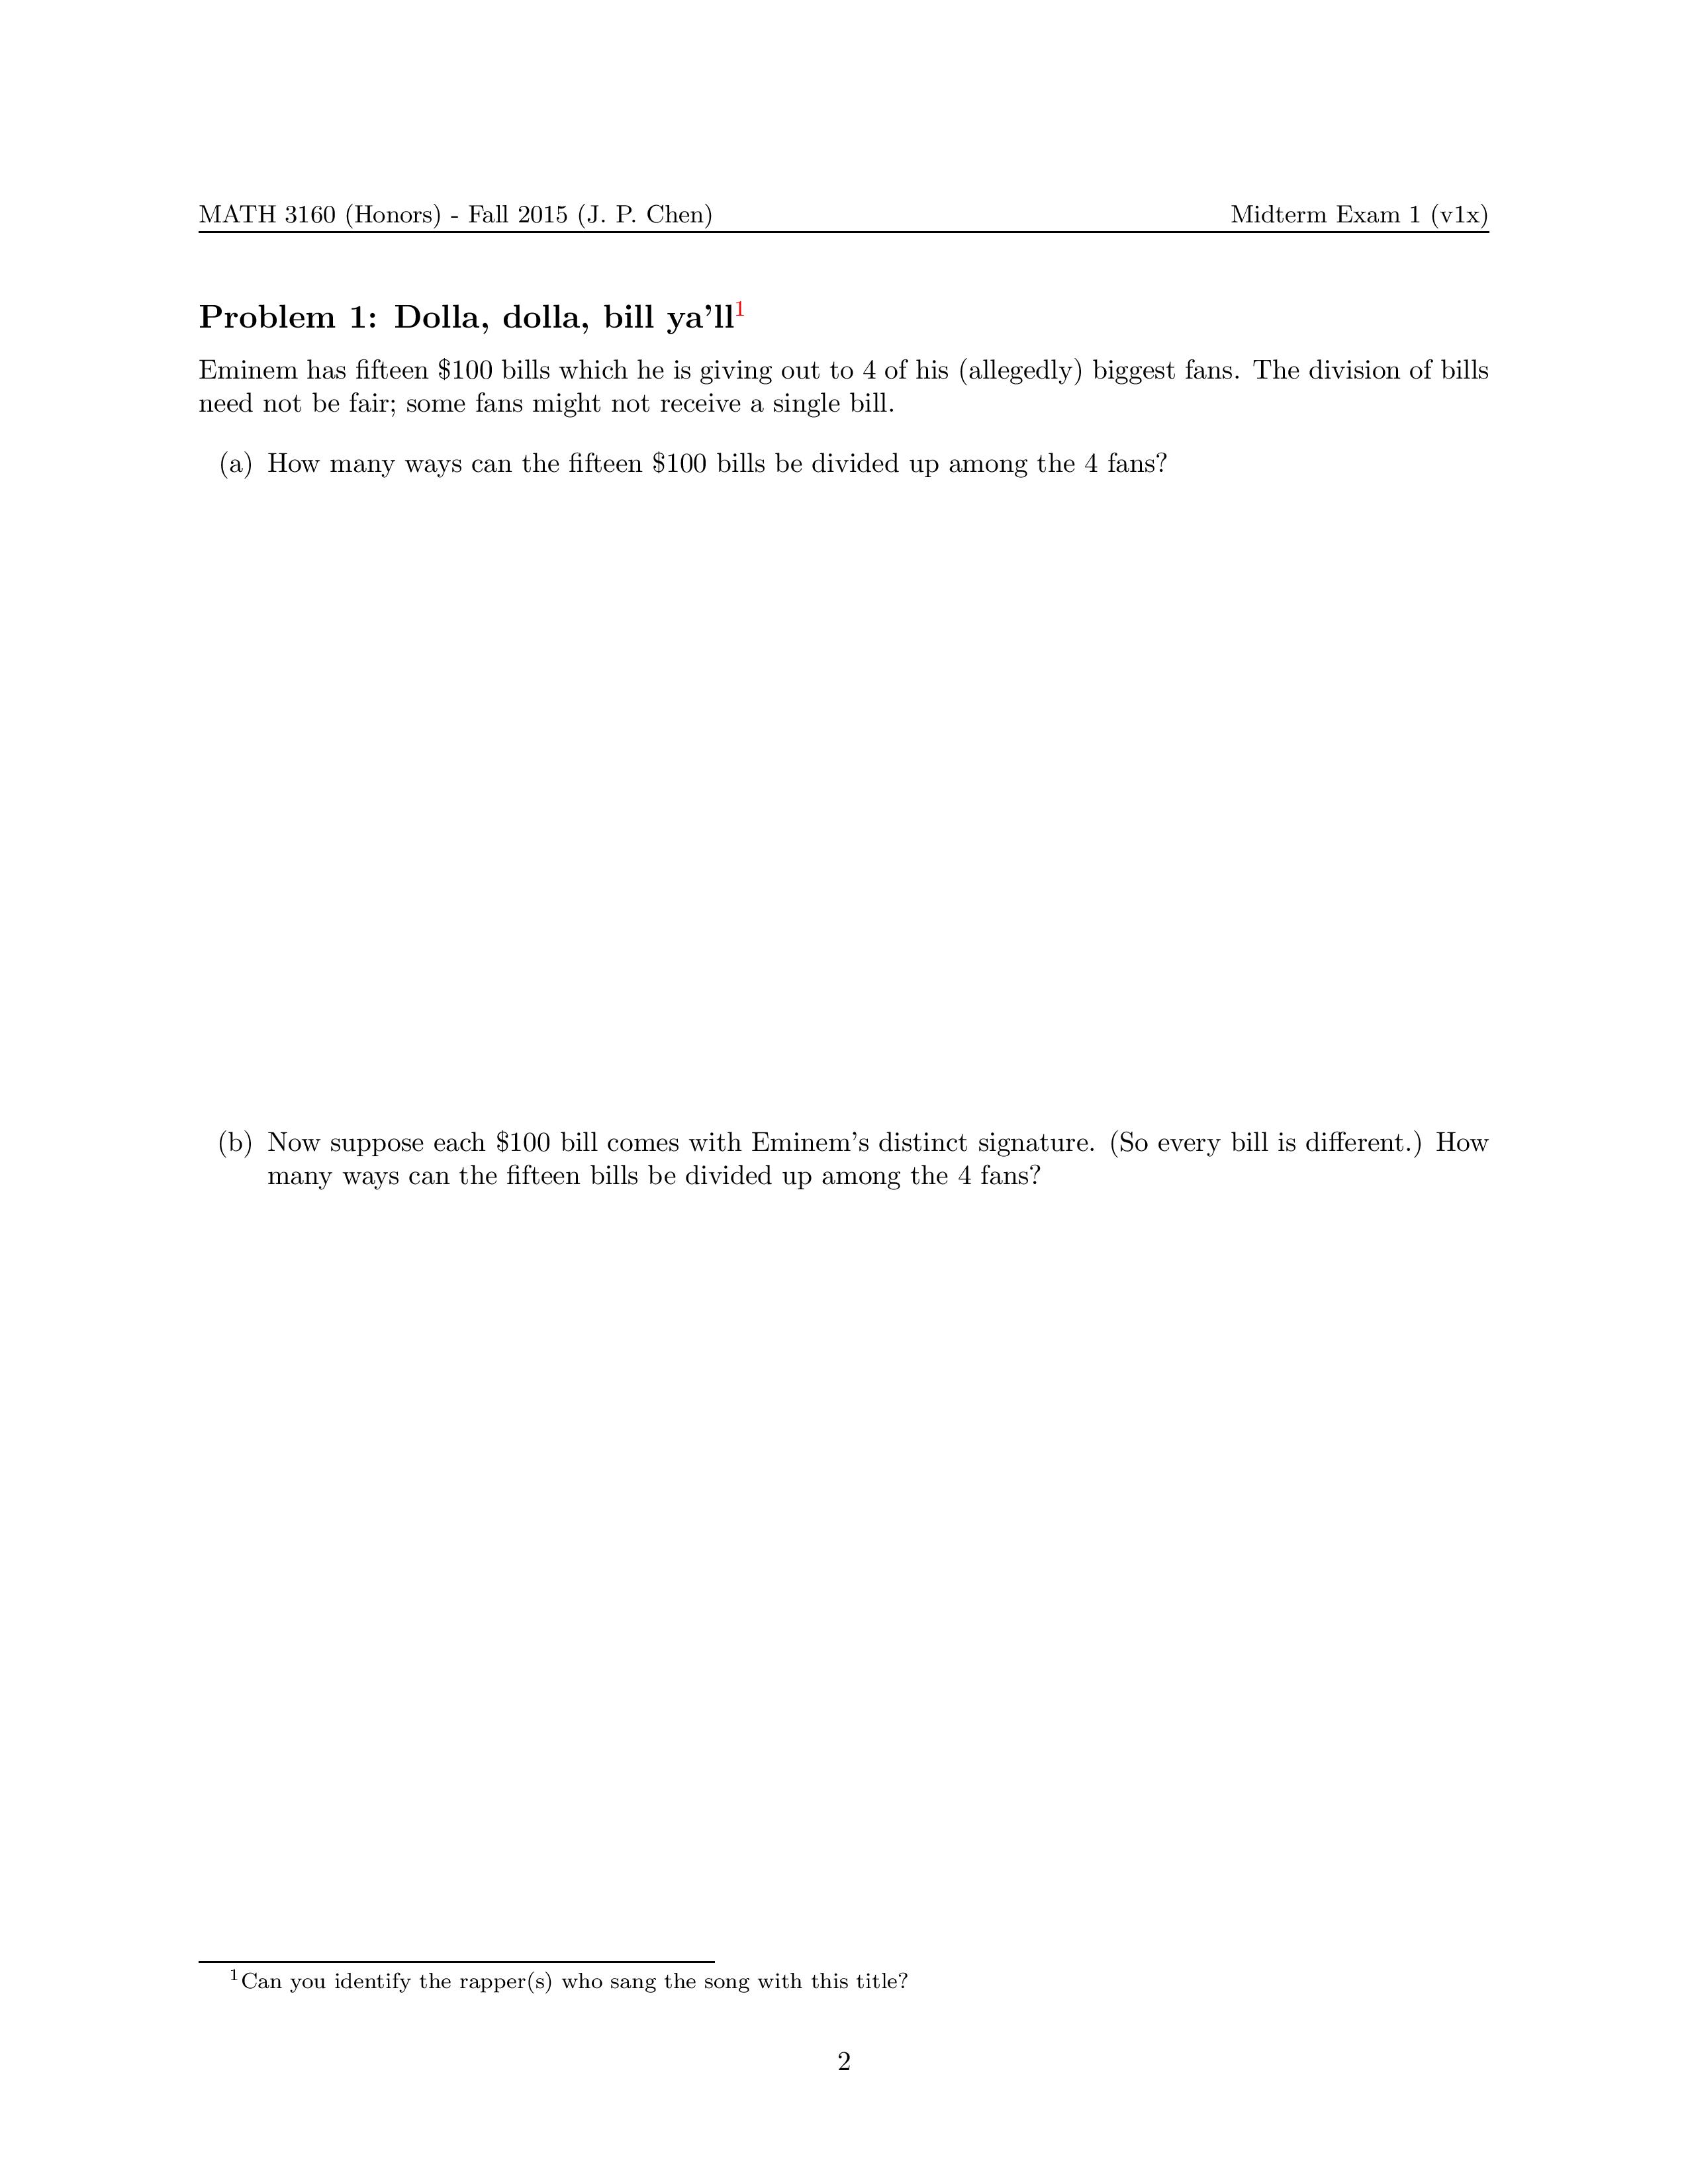 MATH 3160 (Honors) - Fall 2015 (J. P. Chen) Midterm Exam 1 (v1x)
Problem 1: Dolla, dolla, bill ya'll1
Eminem has fifteen $100 bills which he is giving out to 4 of his (allegedly) biggest fans. The division of bills
need not be fair; some fans might not receive a single bill.
(a) How many ways can the fifteen $100 bills be divided up among the 4 fans?
(b) Now suppose each $100 bill comes with Eminem's distinct signature. (So every bill is different.) How
many ways can the fifteen bills be divided up among the 4 fans?
1Can you identify the rapper(s) who sang the song with this title?
2